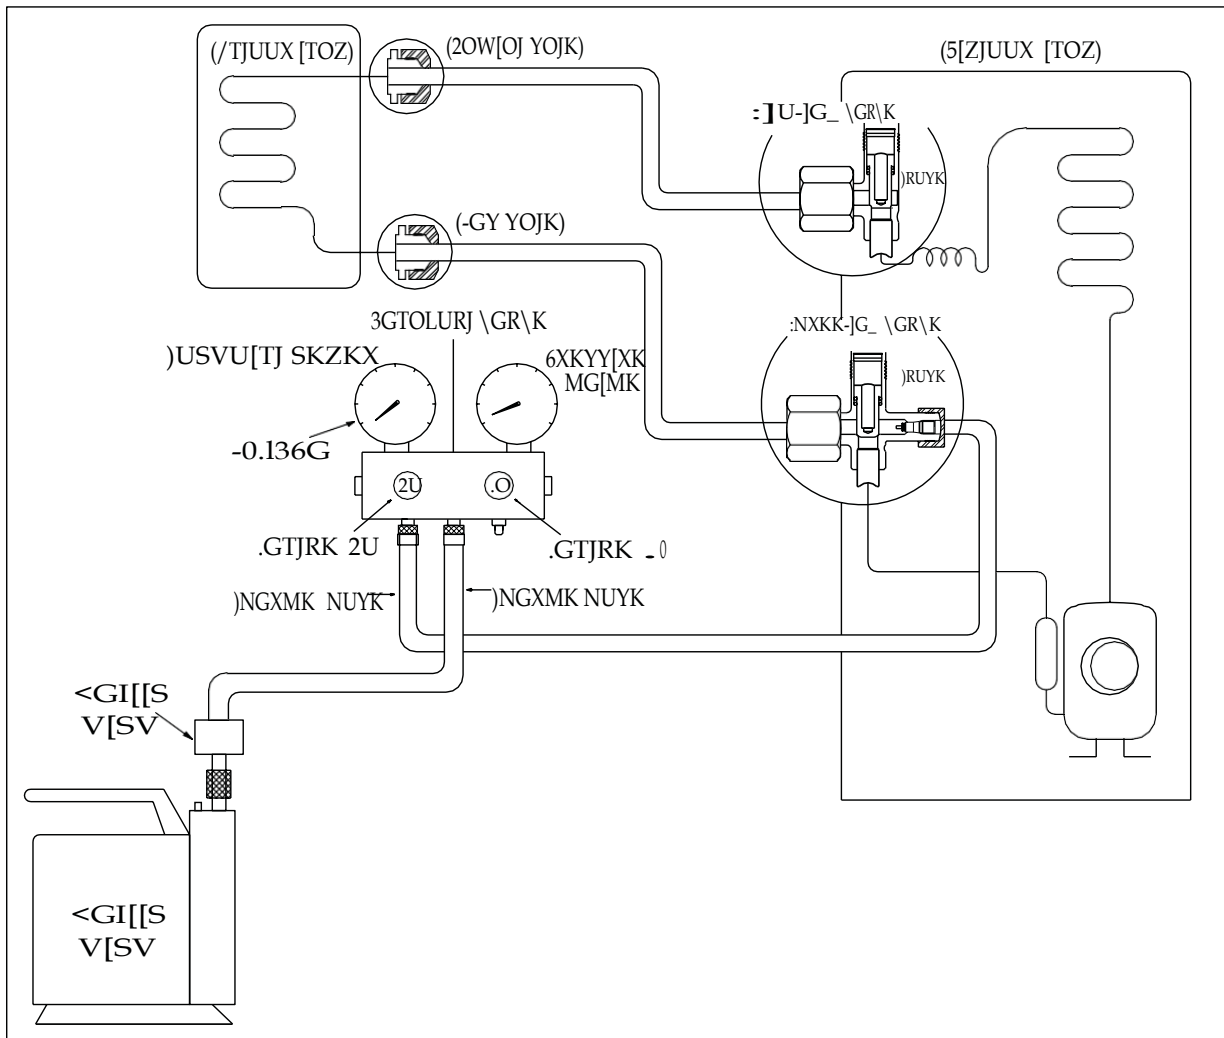 (/TJUUX [TOZ)
(2OW[OJ YOJK)
(5[ZJUUX [TOZ)
:]U-]G_ \GR\K
)RUYK
(-GY YOJK)
3GTOLURJ \GR\K
:NXKK-]G_ \GR\K
)USVU[TJ SKZKX
6XKYY[XK
MG[MK
)RUYK
-0.136G
2U
.O
.GTJRK 2U
.GTJRK -0
)NGXMK NUYK
)NGXMK NUYK
<GI[[S
V[SV
<GI[[S
V[SV